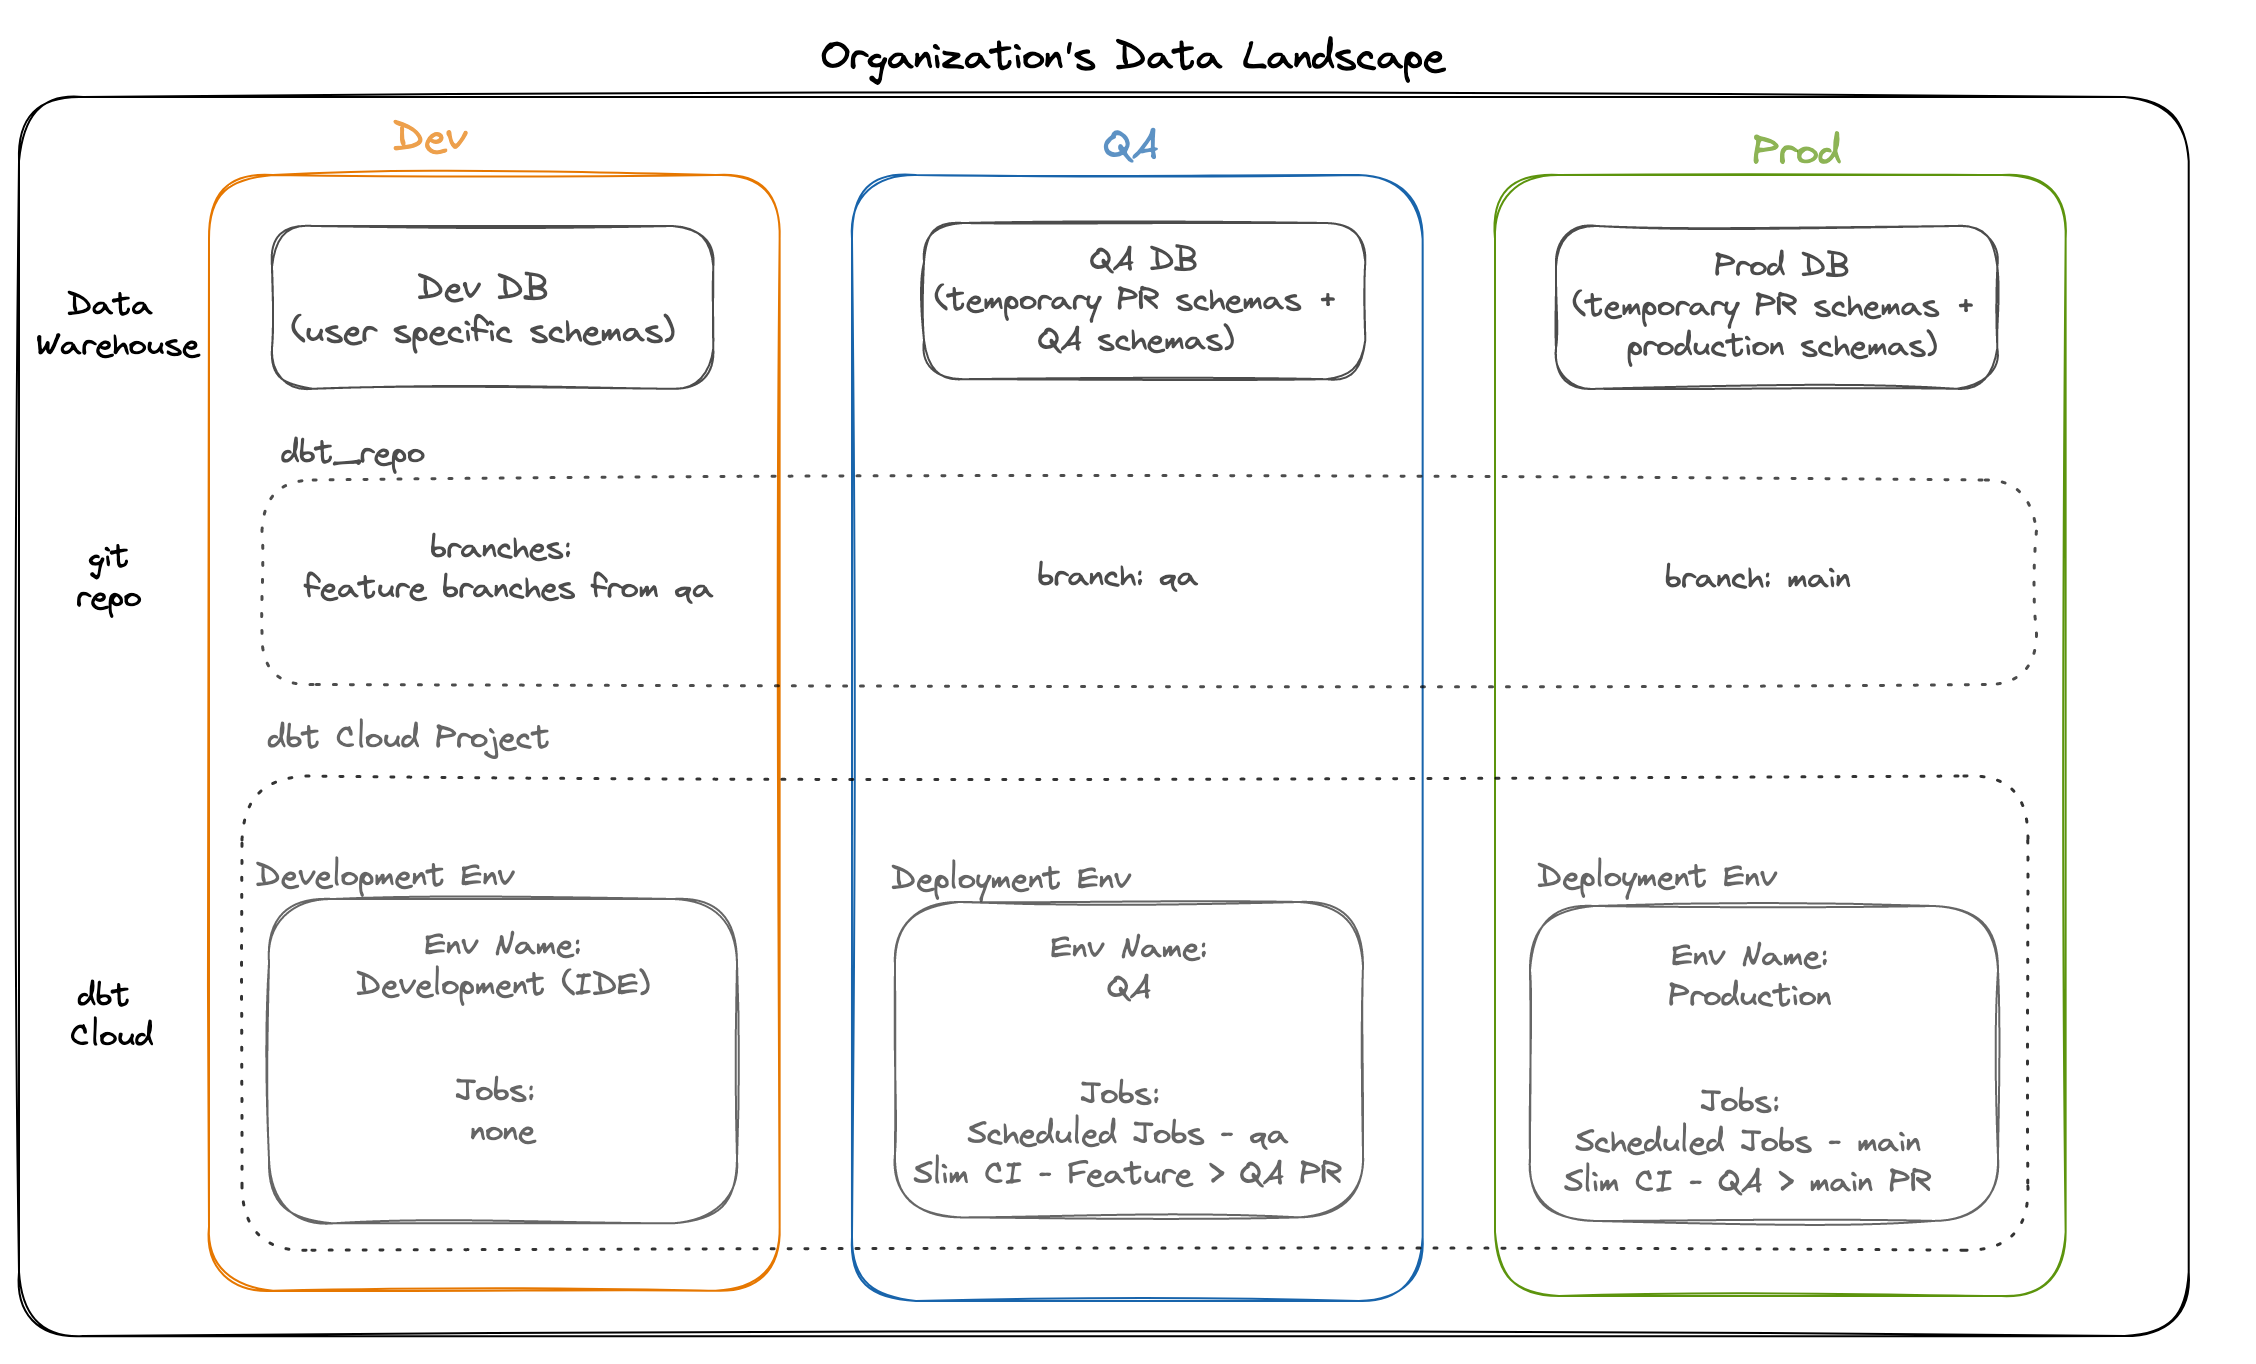 Organization's Data Landscape
Dev
QA
Prod
Data
Warehouse
Dev DB
(user specific schemas)
QA DB
(temporary PR schemas +
QA schemas)
Prod DB
(temporary PR schemas +
production schemas)
dbt_repo
git
repo
branches:
feature branches from qa
branch: qa
branch: main
dbt Cloud Project
dbt
Cloud
Development Env
Env Name:
Development (IDE)
Jobs:
none
Deployment Env
Env Name:
QA
Jobs:
Scheduled Jobs - qa
Slim CI - Feature > QA PR
Deployment Env
Env Name:
Production
Jobs:
Scheduled Jobs - main
Slim CI - QA > main PR